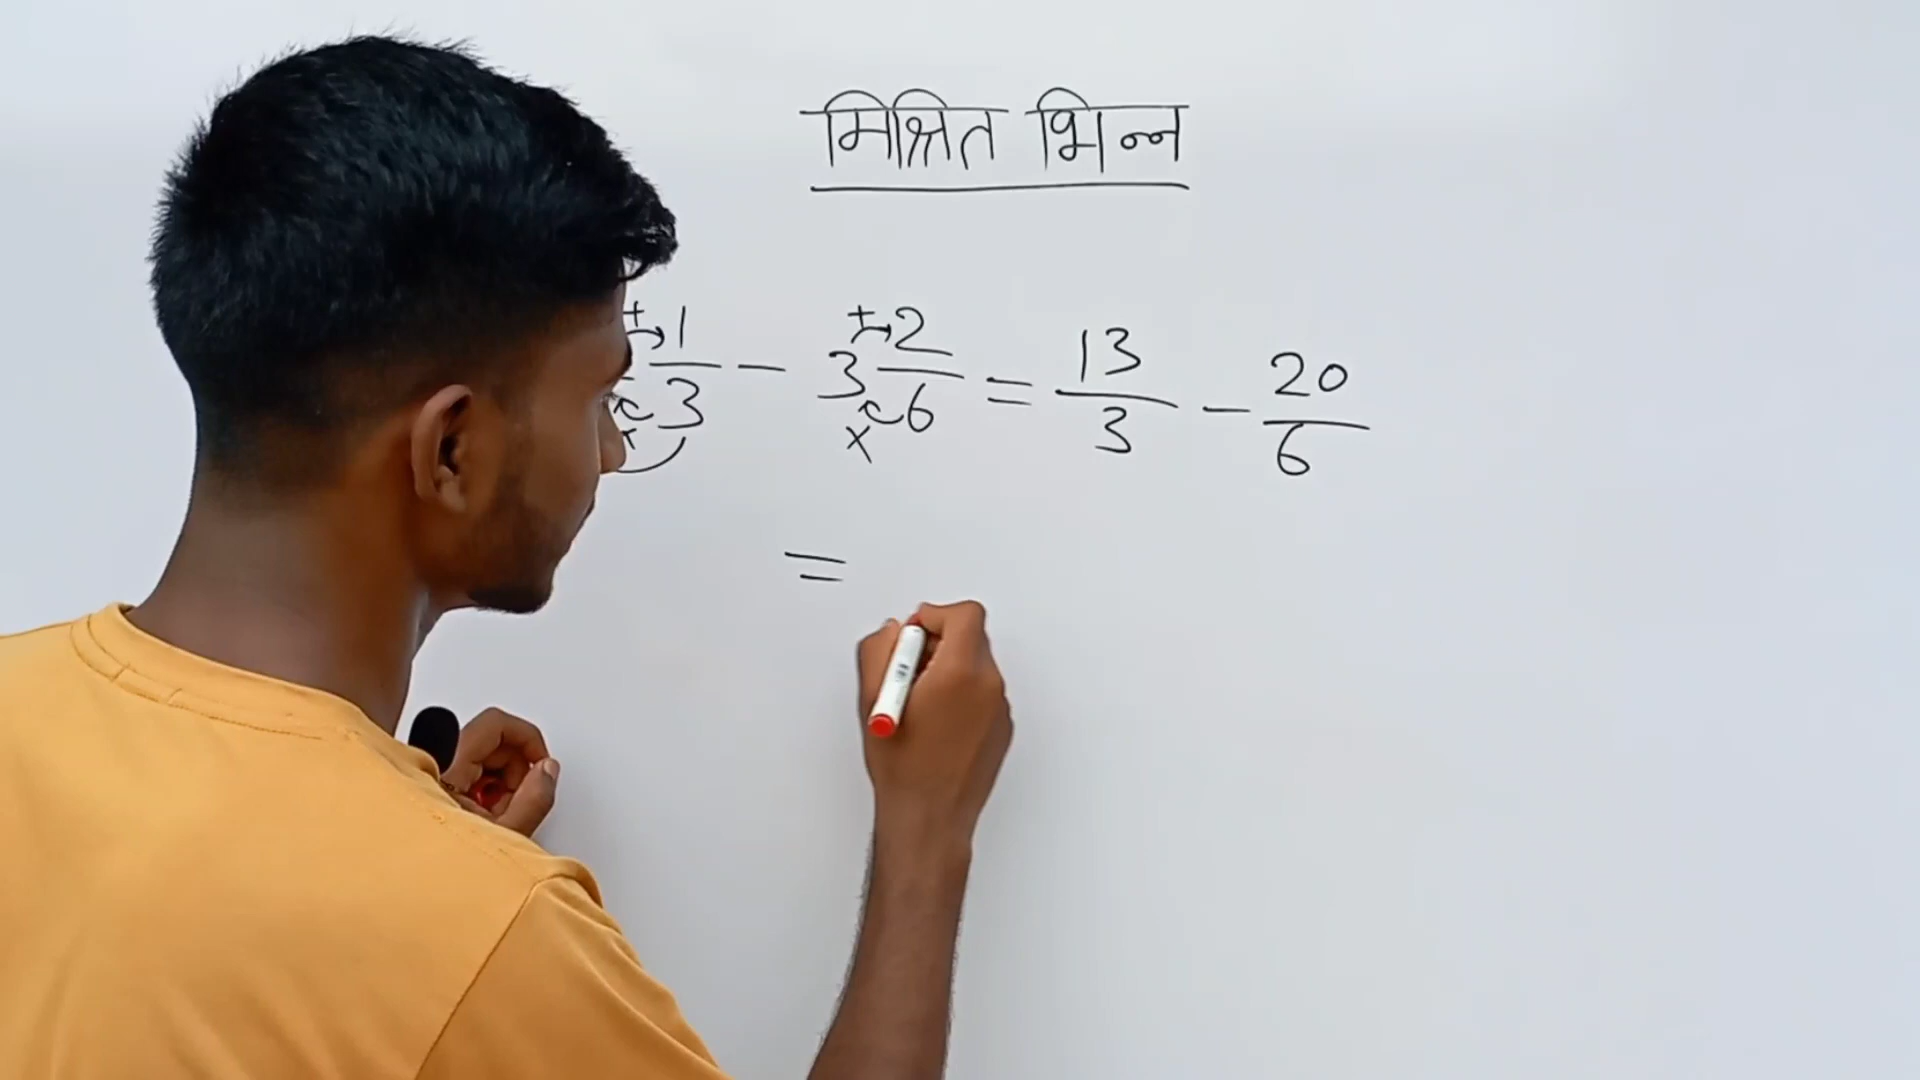 मिश्रित भिन्न
+ 1/3 - 3 + 2/6 × = 13/3 - 20/6
=